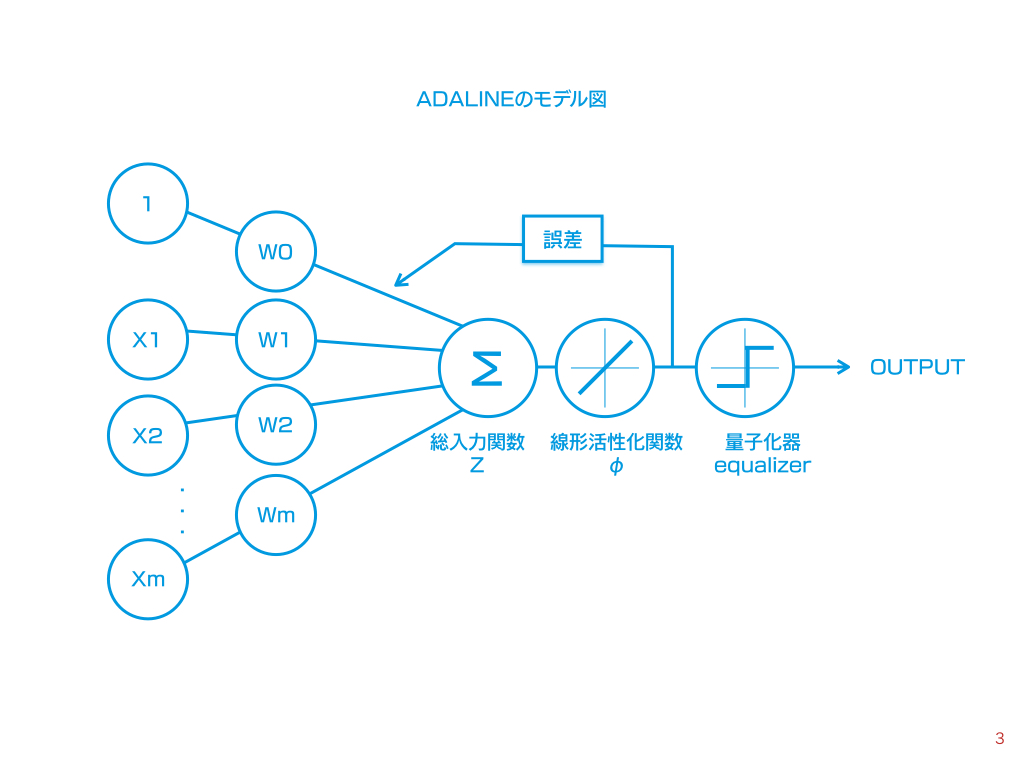 ADALINEのモデル図
1
W0
誤差
X1
W1
Σ
OUTPUT
X2
W2
総入力関数
Z
線形活性化関数
φ
量子化器
equalizer
・
・
・
Wm
Xm
3